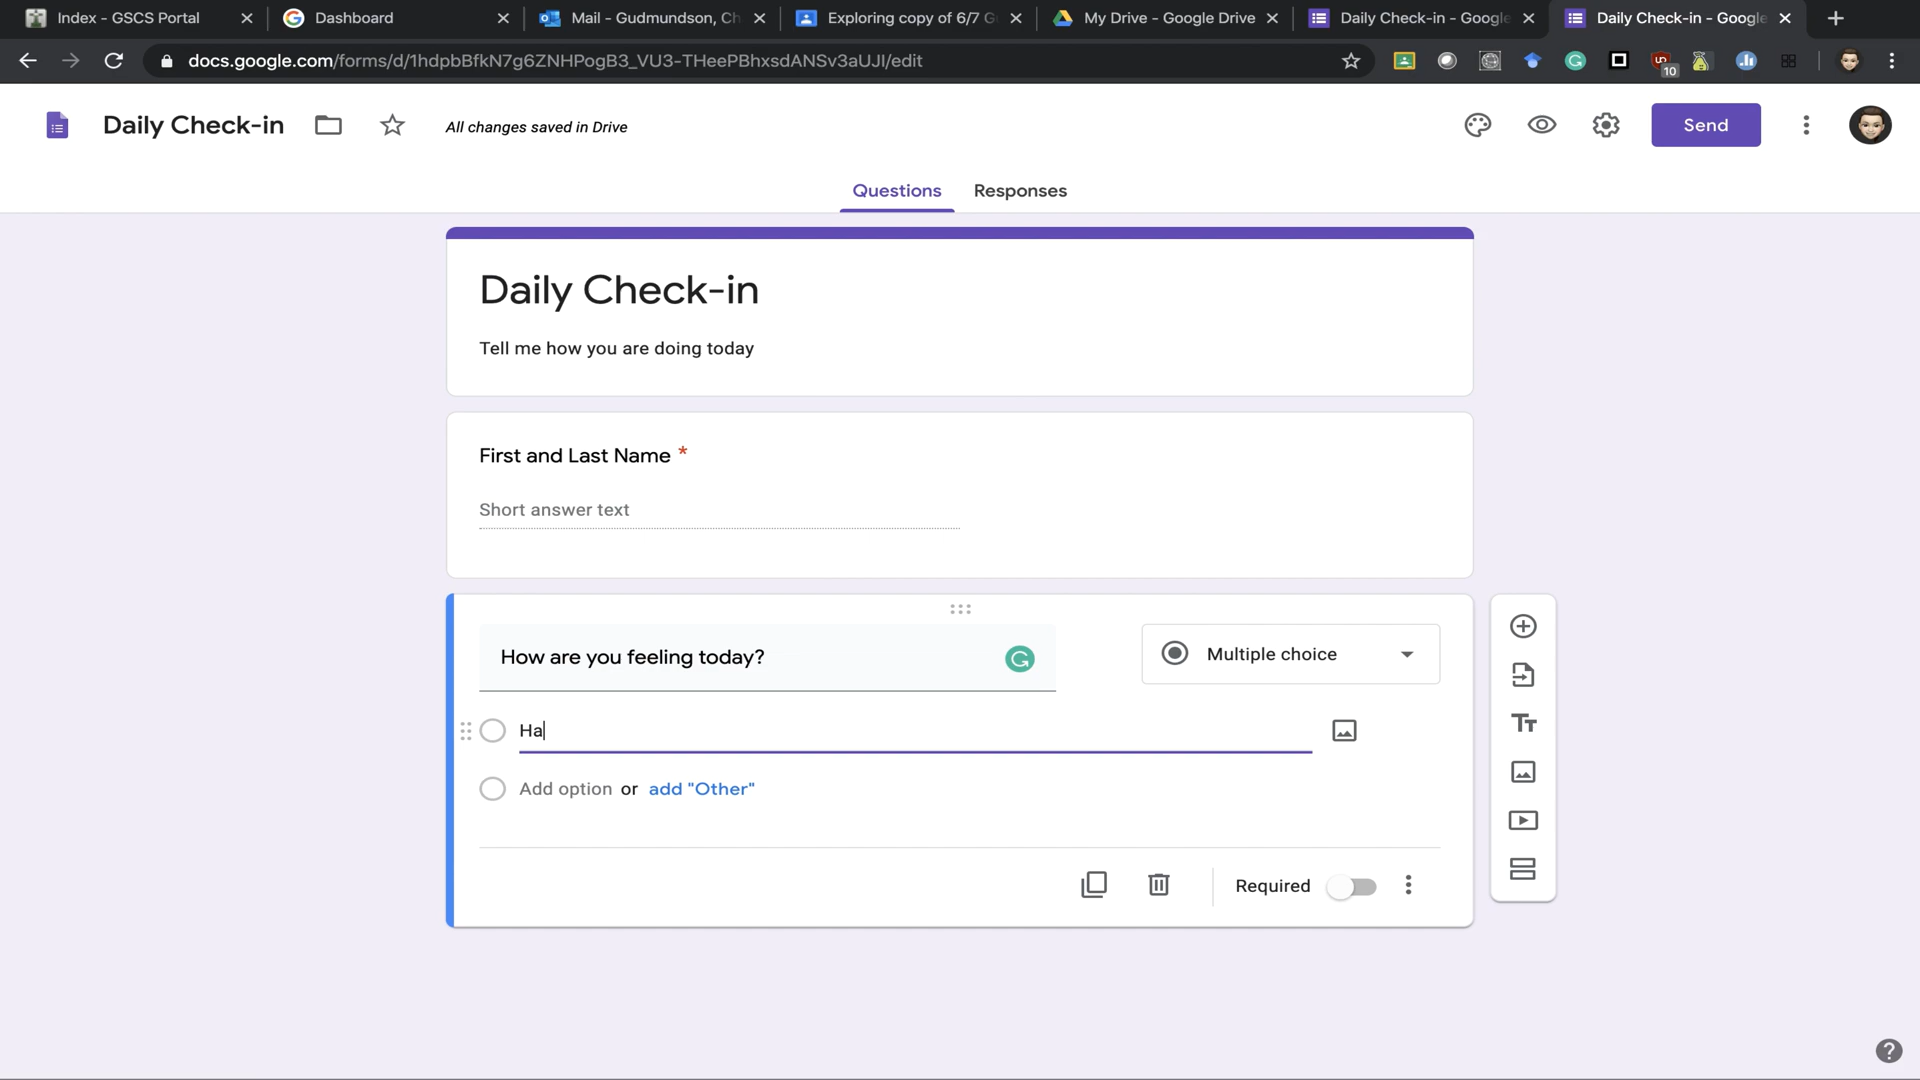 Index - GSCS Portal
Dashboard
Mail - Gudmundson, Ch
Exploring copy of 6/7 G
My Drive - Google Drive
Daily Check-in - Google
Daily Check-in - Google
docs.google.com/forms/d/1hdpbBfkN7g6ZNHPogB3_VU3-THeePBhxsdANSv3aUJI/edit
10
Daily Check-in
All changes saved in Drive
Send
Questions
Responses
Daily Check-in
Tell me how you are doing today
First and Last Name *
Short answer text
How are you feeling today?
Multiple choice
Ha
Add option or add "Other"
Required